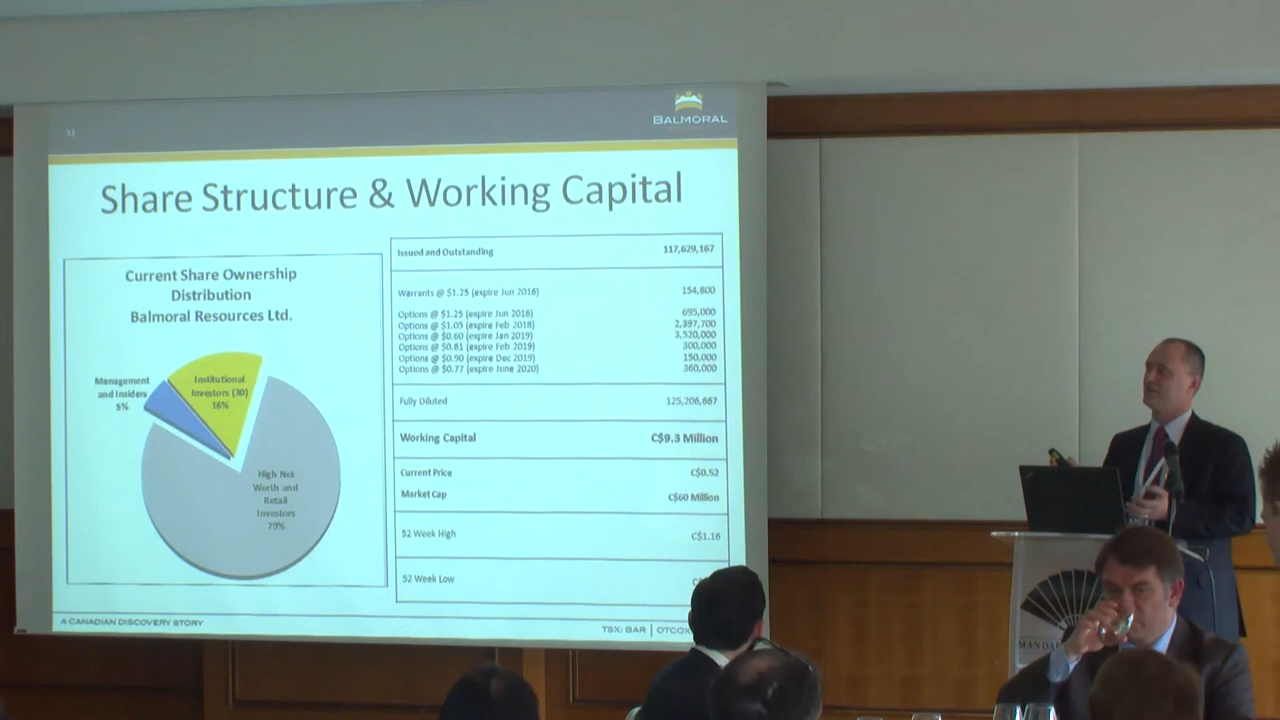 33
BALMORAL
Share Structure & Working Capital
Current Share Ownership
Distribution
Balmoral Resources Ltd.
Management
and Insiders
5%
Institutional
Investors (30)
16%
High Net
Worth and
Retail
Investors
79%
Issued and Outstanding 117,629,167
Warrants @ $1.25 (expire Jun 2016) 154,800
Options @ $1.25 (expire Jun 2016) 695,000
Options @ $1.05 (expire Feb 2018) 2,397,700
Options @ $0.60 (expire Jan 2019) 3,520,000
Options @ $0.61 (expire Feb 2019) 300,000
Options @ $0.90 (expire Dec 2019) 150,000
Options @ $0.77 (expire June 2020) 360,000
Fully Diluted 125,206,667
Working Capital C$9.3 Million
Current Price C$0.52
Market Cap C$60 Million
52 Week High C$1.16
52 Week Low
A CANADIAN DISCOVERY STORY
TSX: BAR | OTCQX
MANDA